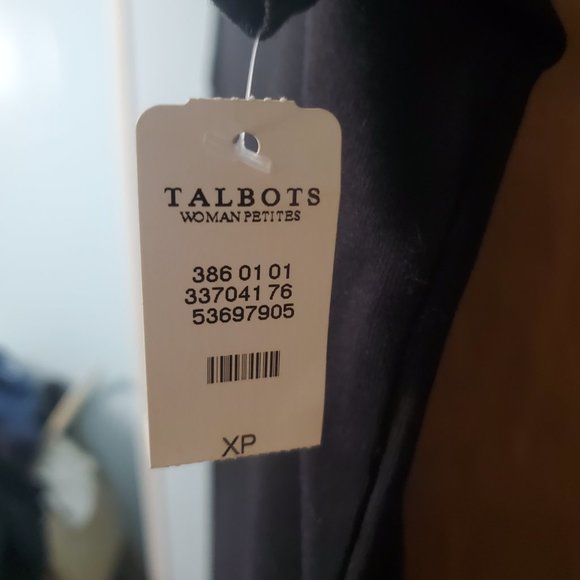 TALBOTS
WOMAN PETITES
386 01 01
33704176
53697905
XP